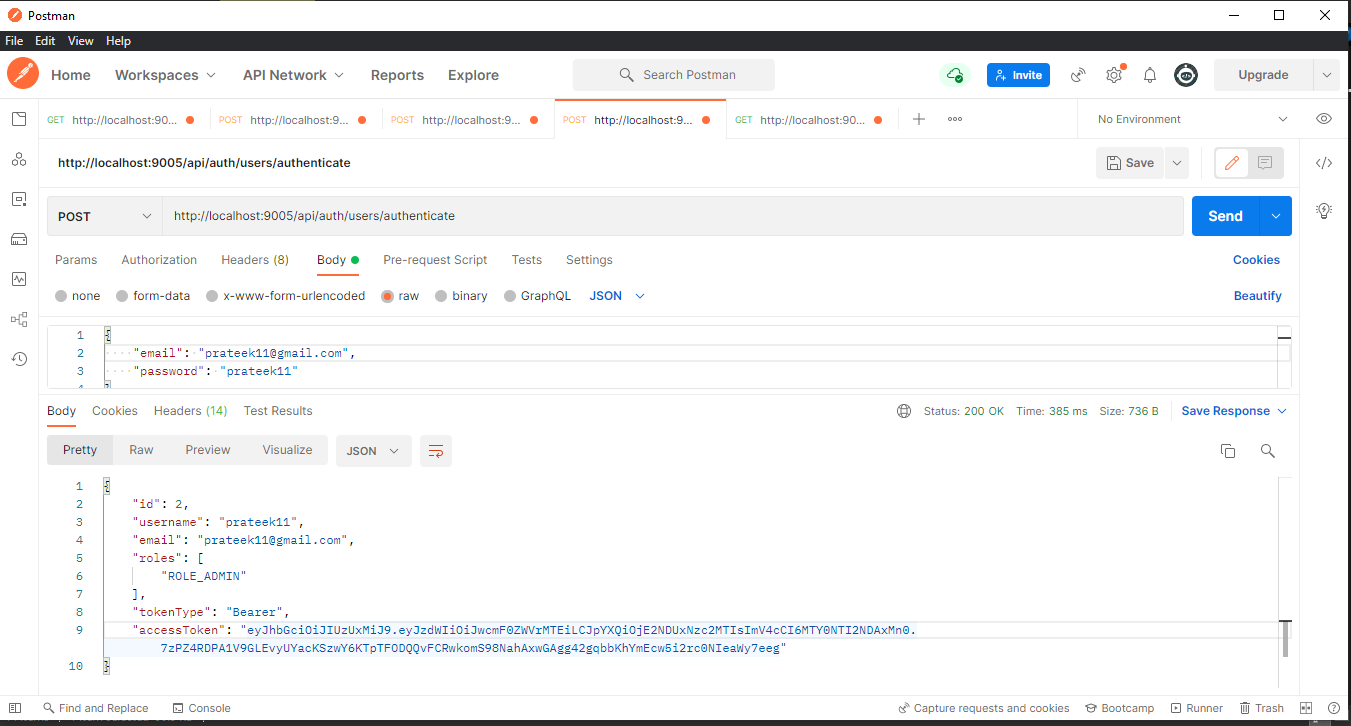 Postman
File Edit View Help
Home Workspaces API Network Reports Explore Search Postman Invite Upgrade
GET http://localhost:90... POST http://localhost:9... POST http://localhost:9... POST http://localhost:9... GET http://localhost:90... No Environment
http://localhost:9005/api/auth/users/authenticate Save
POST http://localhost:9005/api/auth/users/authenticate Send
Params Authorization Headers (8) Body Pre-request Script Tests Settings Cookies
none form-data x-www-form-urlencoded raw binary GraphQL JSON Beautify
1 {
2 "email": "prateek11@gmail.com",
3 "password": "prateek11"
4 }
Body Cookies Headers (14) Test Results Status: 200 OK Time: 385 ms Size: 736 B Save Response
Pretty Raw Preview Visualize JSON
1 {
2 "id": 2,
3 "username": "prateek11",
4 "email": "prateek11@gmail.com",
5 "roles": [
6 "ROLE_ADMIN"
7 ],
8 "tokenType": "Bearer",
9 "accessToken": "eyJhbGciOiJIUzUxMiJ9.eyJzdWIiOiJwcmF0ZWVrMTEiLCJpYXQiOjE2NDUxNzc2MTIsImV4cCI6MTY0NTI2NDAxMn0.
7zPZ4RDPA1V9GLEvyUYacKSzwY6KTpTFODQQvFCRwkomS98NahAxwGAgg42gqbbKhYmEcw5i2rc0NIeaWy7eeg"
10 }
Find and Replace Console Capture requests and cookies Bootcamp Runner Trash